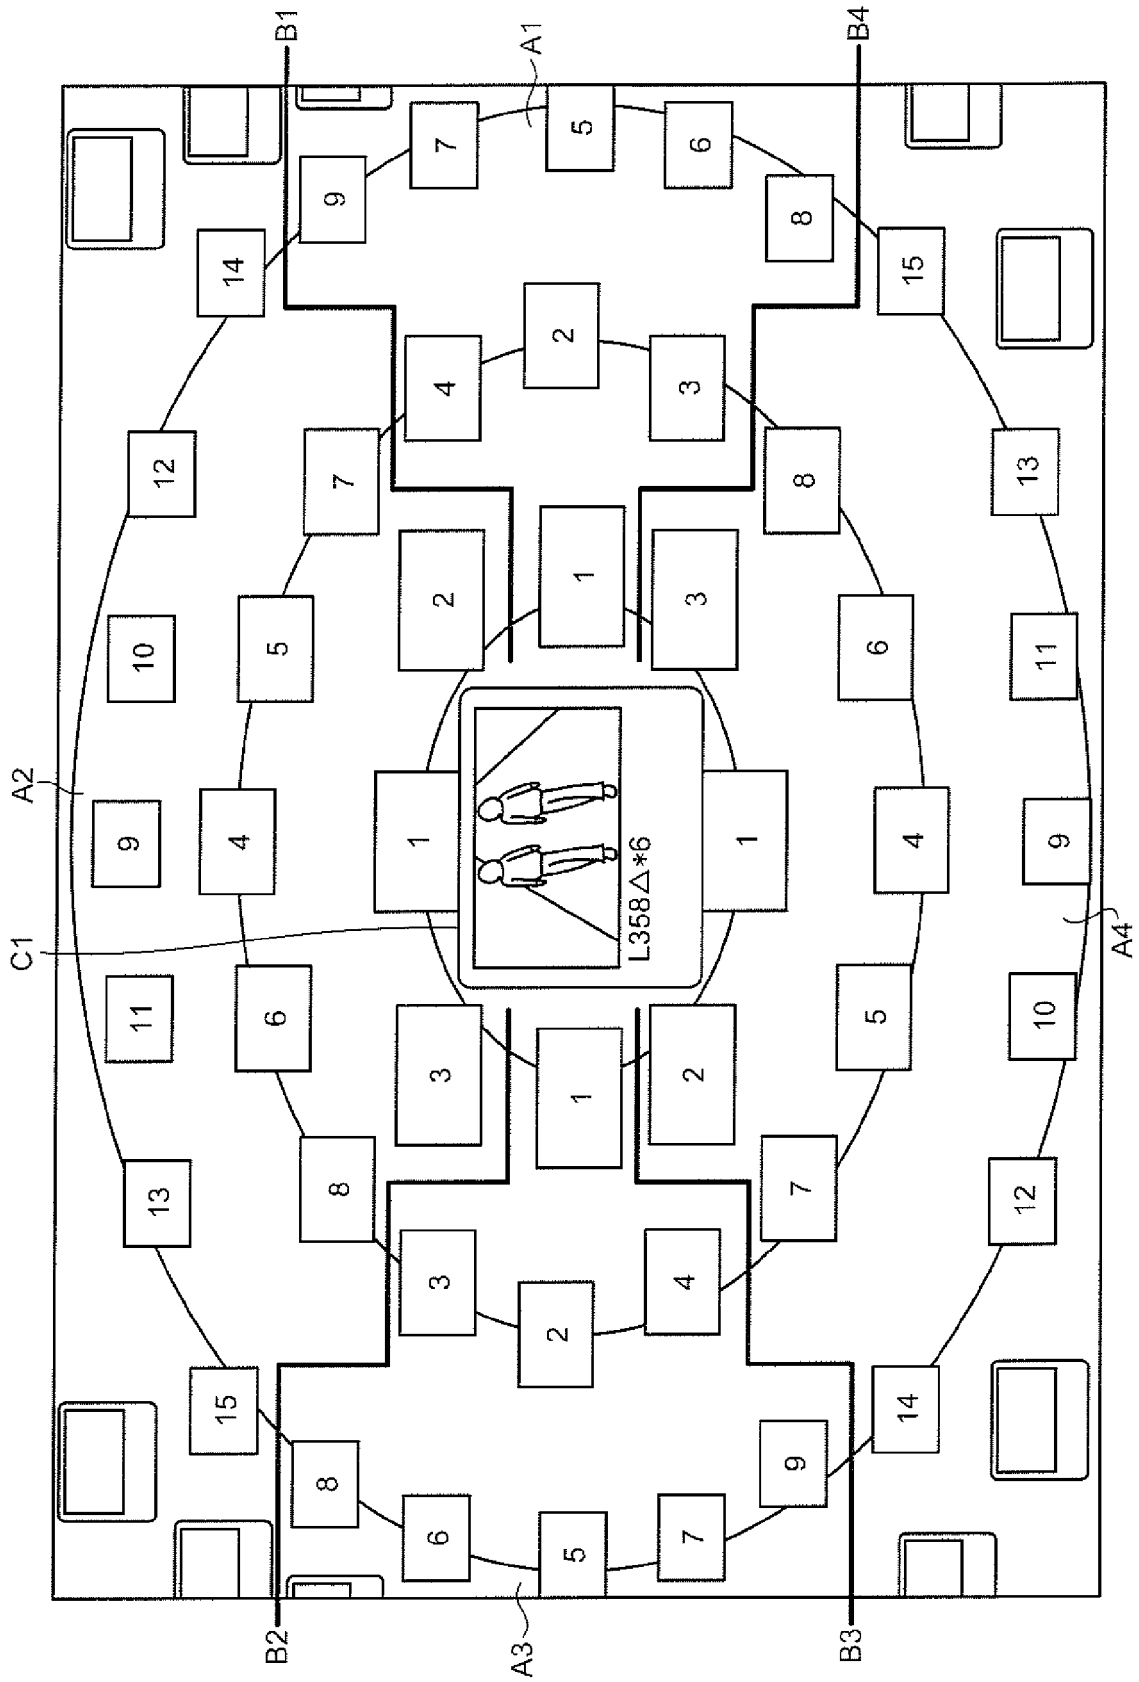 C1 A2
11 9 10
13 12
15 4 14
B2 6 5 B1
8 8 7 9
6 3 3 1 2 4 7
A3 A1
5 2 1 1 2 5
L358△*6
7 4 2 3 3 6
1
9 7 8 8
B3 5 6 B4
14 4 15
12 13
10 9 11
A4